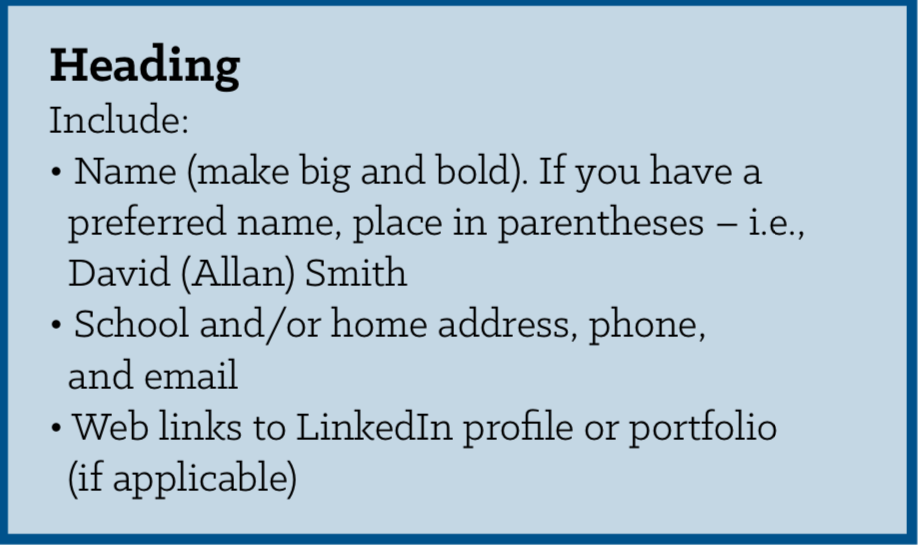 Heading
Include:
• Name (make big and bold). If you have a
preferred name, place in parentheses – i.e.,
David (Allan) Smith
• School and/or home address, phone,
and email
• Web links to LinkedIn profile or portfolio
(if applicable)